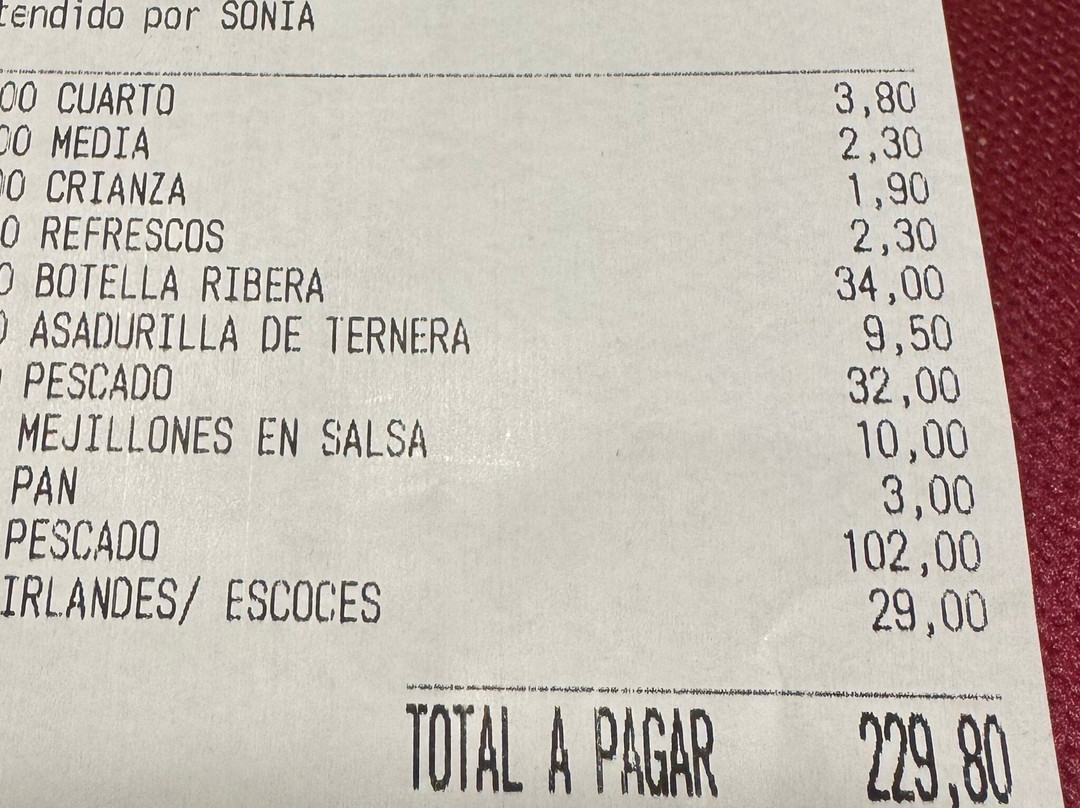 tendido por SONIA
00 CUARTO 3,80
00 MEDIA 2,30
00 CRIANZA 1,90
0 REFRESCOS 2,30
0 BOTELLA RIBERA 34,00
0 ASADURILLA DE TERNERA 9,50
PESCADO 32,00
MEJILLONES EN SALSA 10,00
PAN 3,00
PESCADO 102,00
IRLANDES/ ESCOCES 29,00
TOTAL A PAGAR 229,80